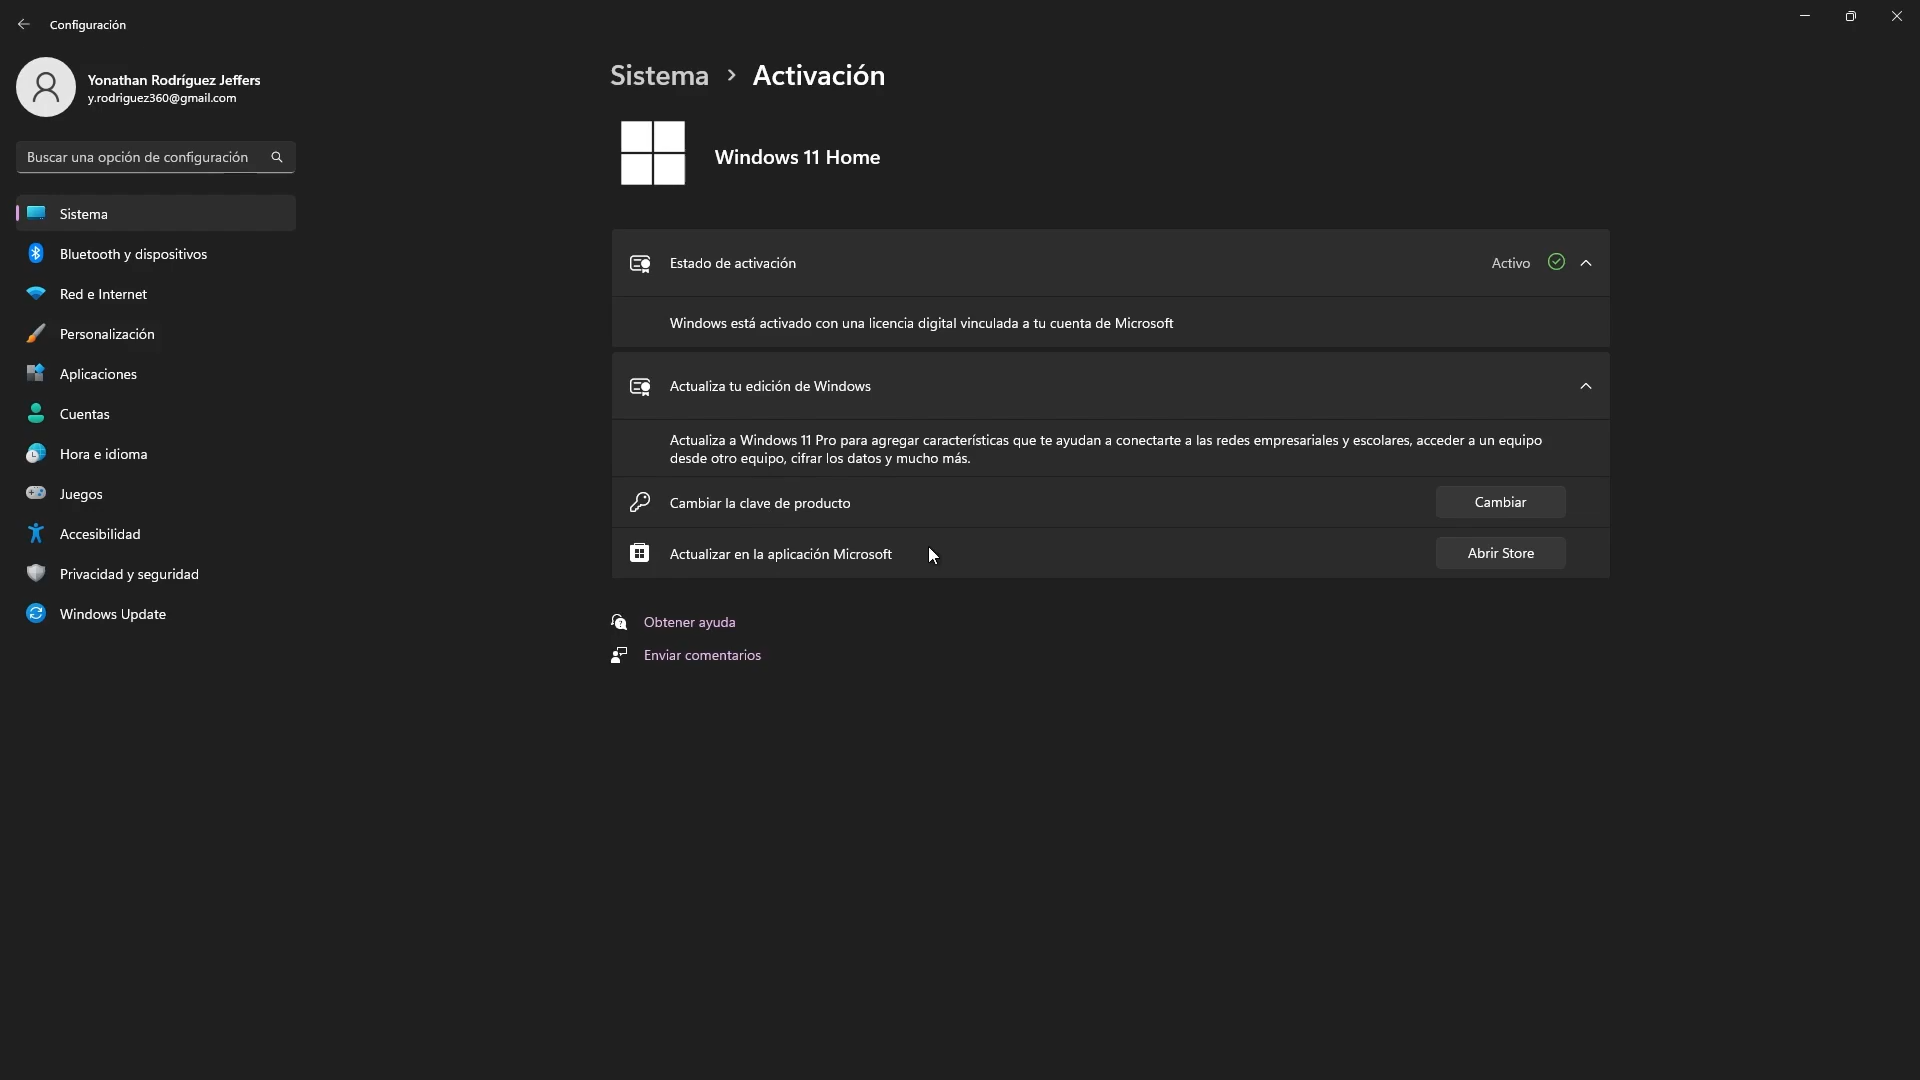 Configuración
Yonathan Rodríguez Jeffers
y.rodriguez360@gmail.com
Buscar una opción de configuración
Sistema
Bluetooth y dispositivos
Red e Internet
Personalización
Aplicaciones
Cuentas
Hora e idioma
Juegos
Accesibilidad
Privacidad y seguridad
Windows Update
Sistema > Activación
Windows 11 Home
Estado de activación
Activo
Windows está activado con una licencia digital vinculada a tu cuenta de Microsoft
Actualiza tu edición de Windows
Actualiza a Windows 11 Pro para agregar características que te ayudan a conectarte a las redes empresariales y escolares, acceder a un equipo
desde otro equipo, cifrar los datos y mucho más.
Cambiar la clave de producto
Cambiar
Actualizar en la aplicación Microsoft
Abrir Store
Obtener ayuda
Enviar comentarios